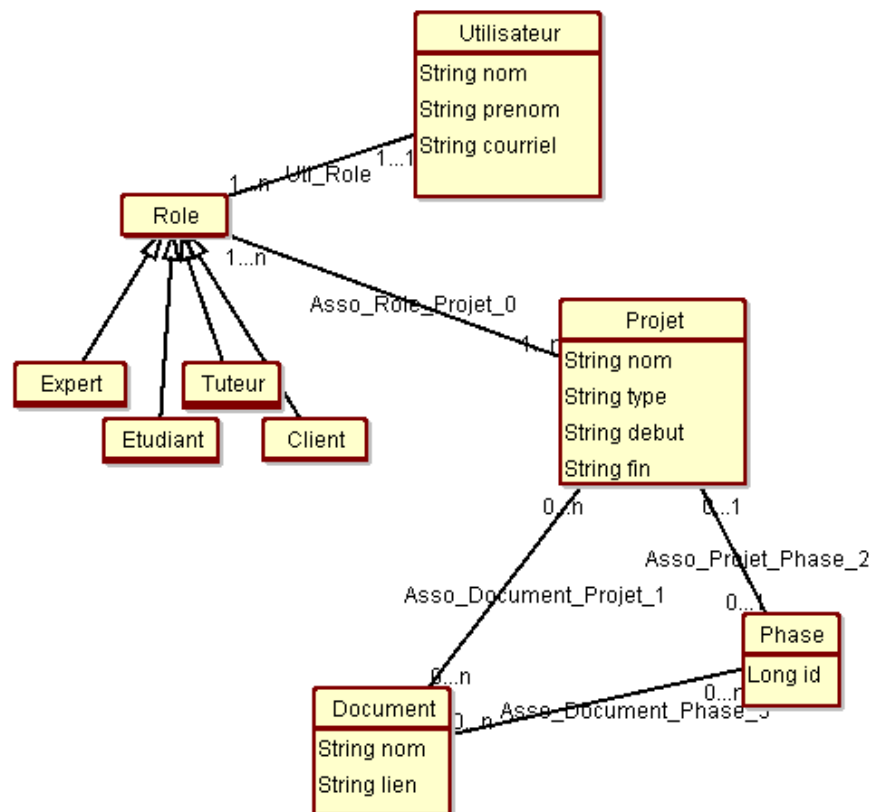 Utilisateur
String nom
String prenom
String courriel
1...1
Uti_Role
1...n
Role
1...n
Asso_Role_Projet_0
1...n
Projet
String nom
String type
String debut
String fin
Expert
Tuteur
Etudiant
Client
0...n
0...1
Asso_Projet_Phase_2
Asso_Document_Projet_1
0...1
Phase
Long id
0...n
0...n
Asso_Document_Phase_3
0...n
Document
String nom
String lien